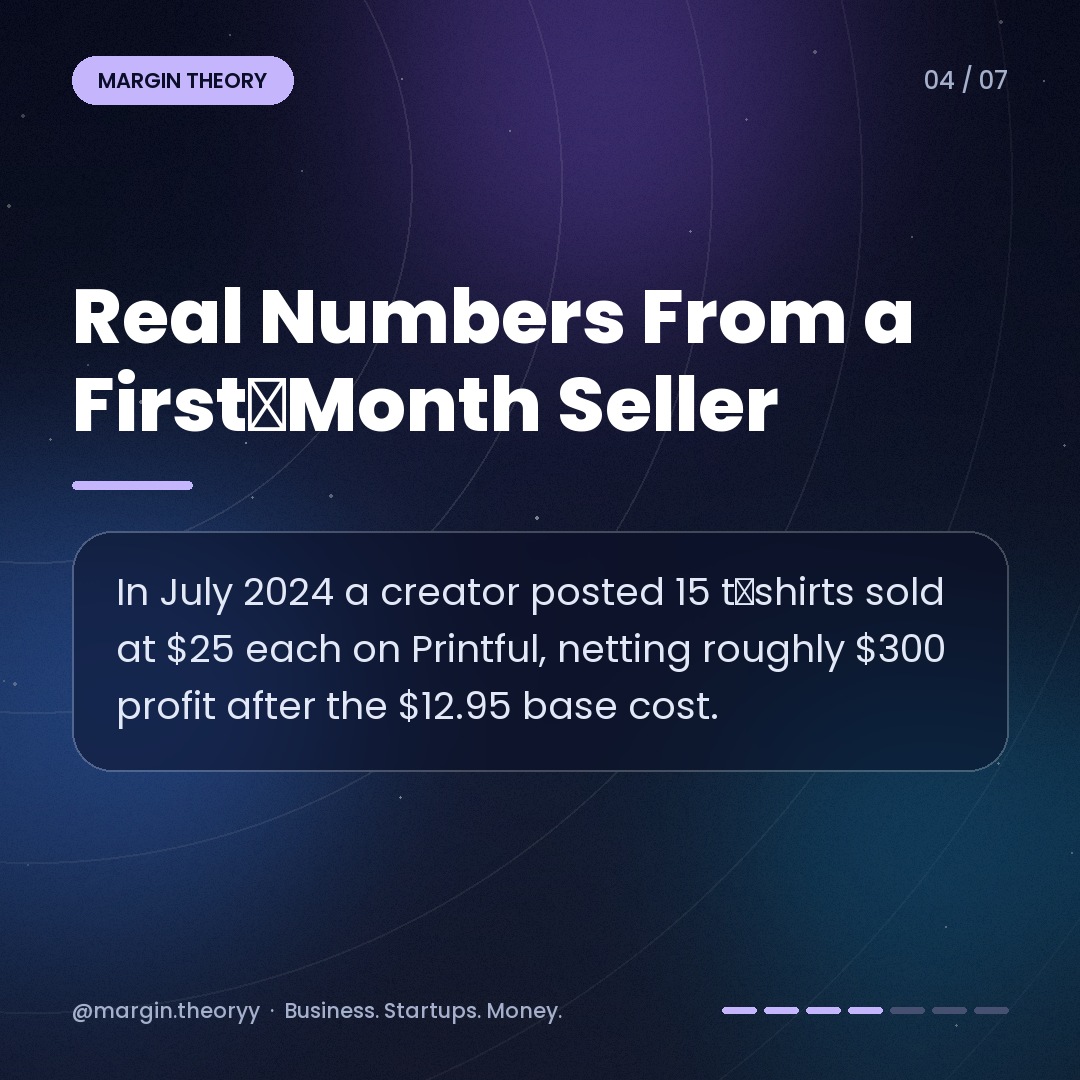 MARGIN THEORY
04 / 07
Real Numbers From a
First☒Month Seller
In July 2024 a creator posted 15 t☒shirts sold
at $25 each on Printful, netting roughly $300
profit after the $12.95 base cost.
@margin.theoryy · Business. Startups. Money.